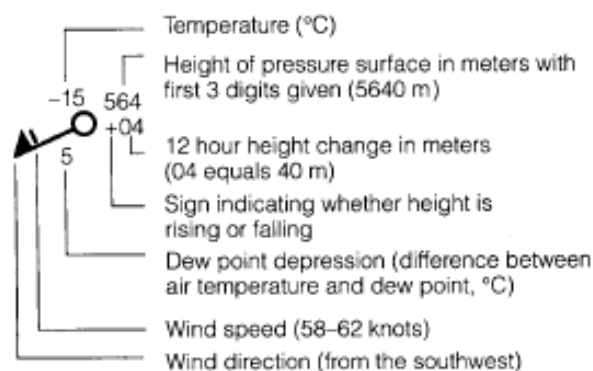 Temperature (°C)
Height of pressure surface in meters with
first 3 digits given (5640 m)
–15 564
+04
5
12 hour height change in meters
(04 equals 40 m)
Sign indicating whether height is
rising or falling
Dew point depression (difference between
air temperature and dew point, °C)
Wind speed (58–62 knots)
Wind direction (from the southwest)